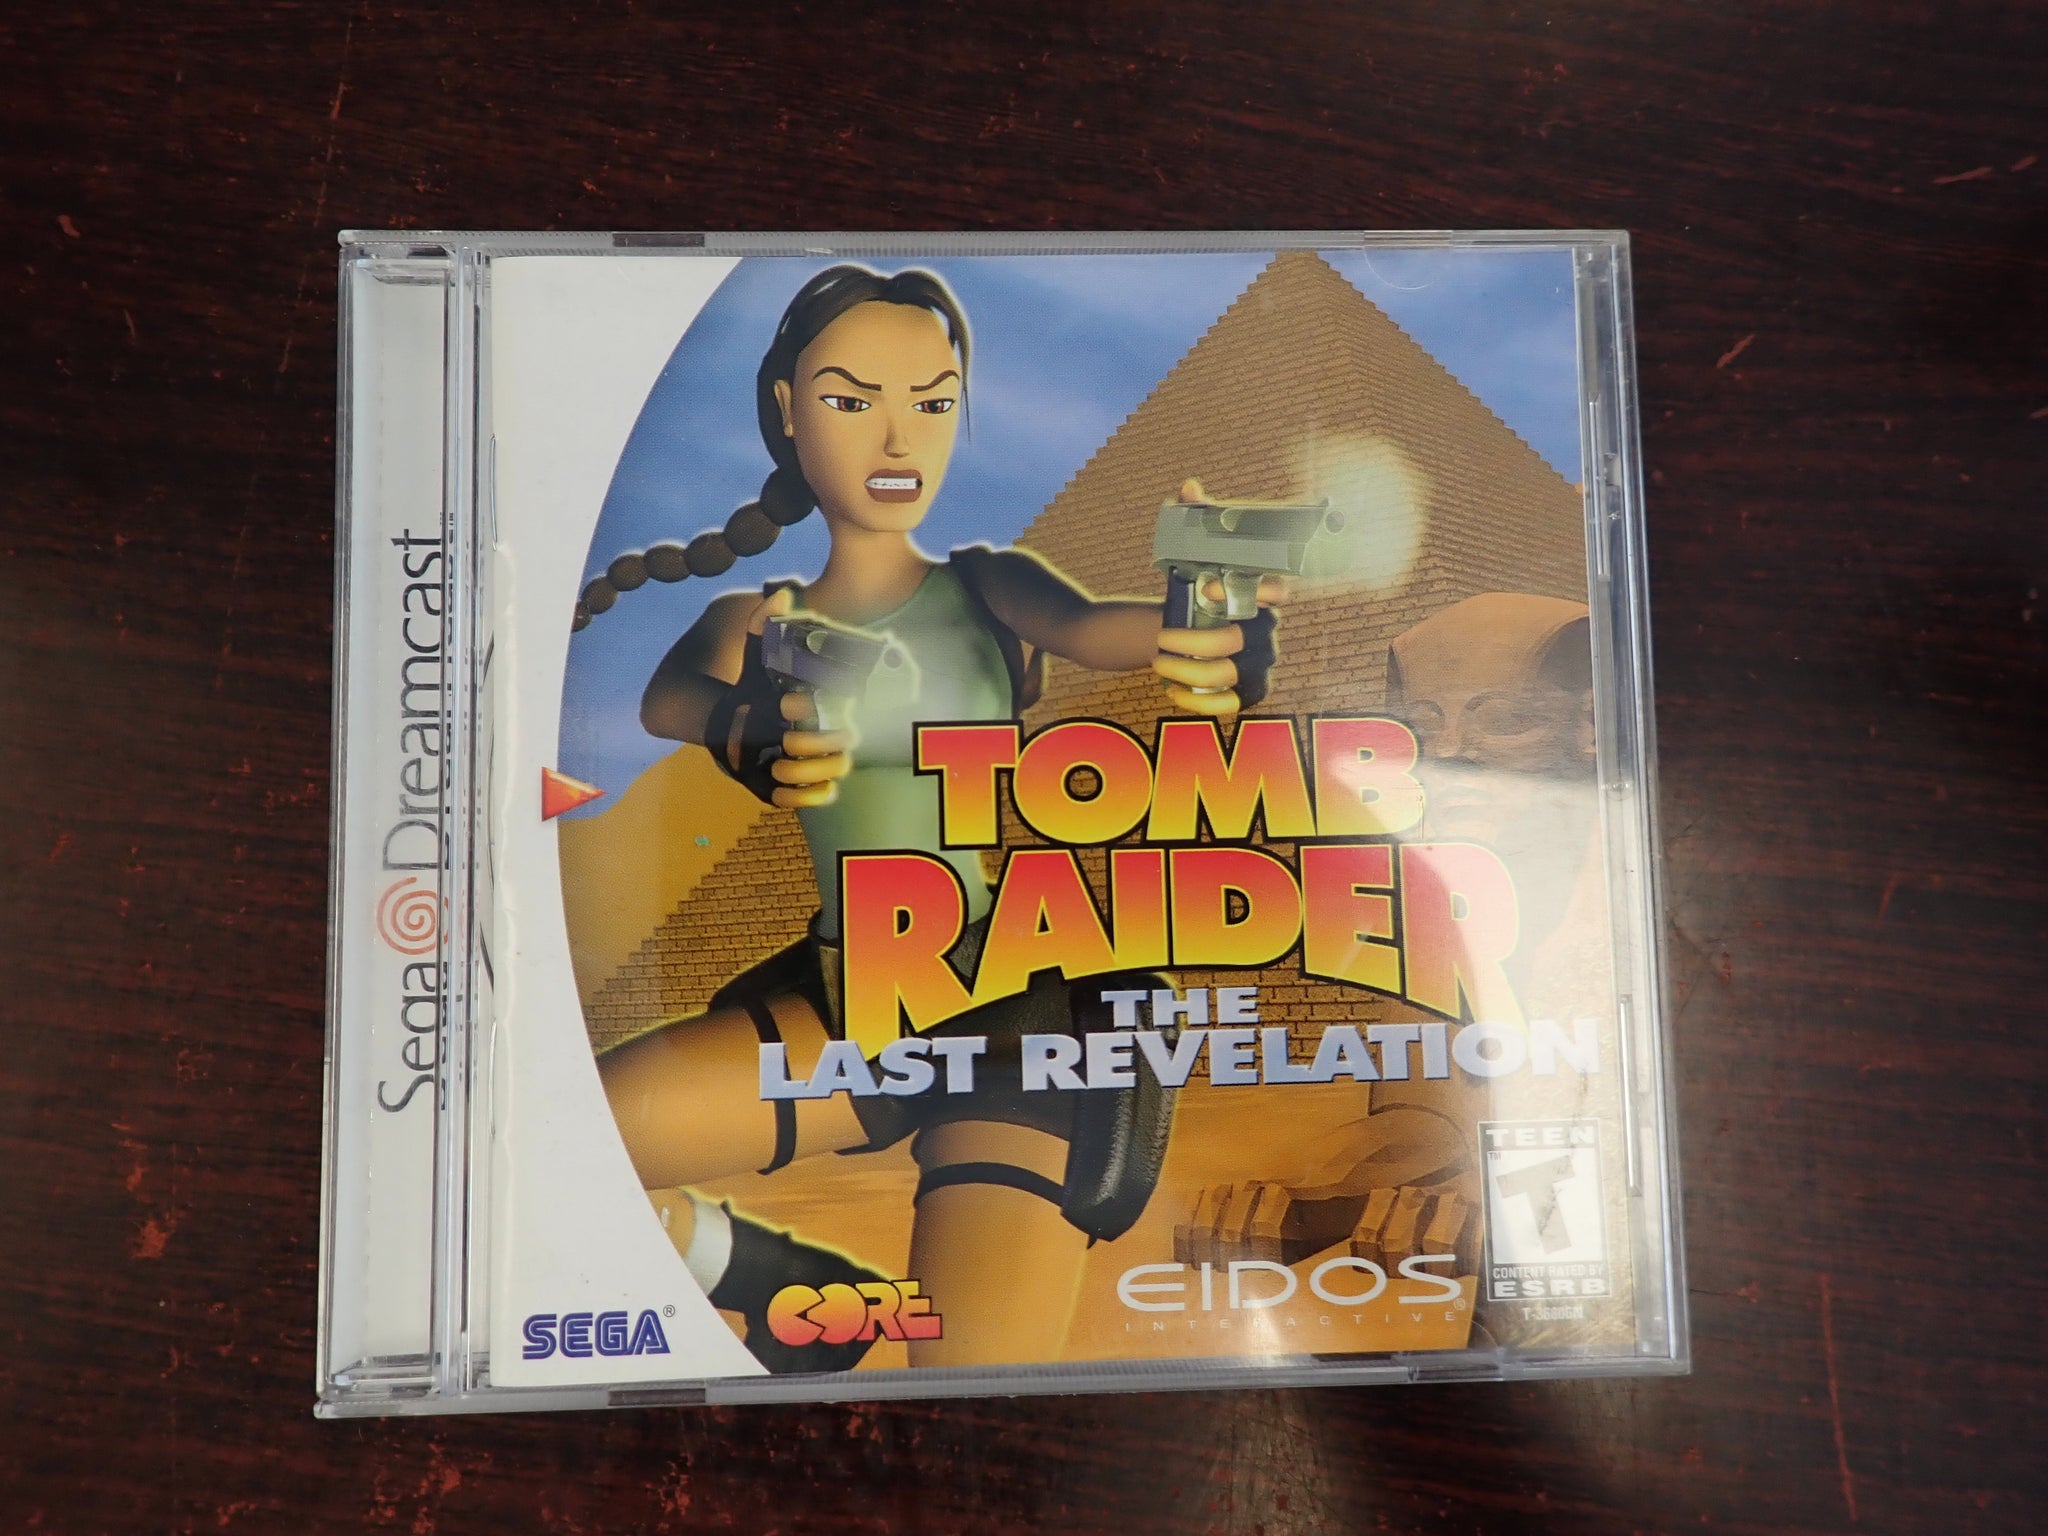 Sega Dreamcast
TOMB
RAIDER
THE
LAST REVELATION
TEEN
T
CONTENT RATED BY
ESRB
SEGA®
CORE
EIDOS
INTERACTIVE